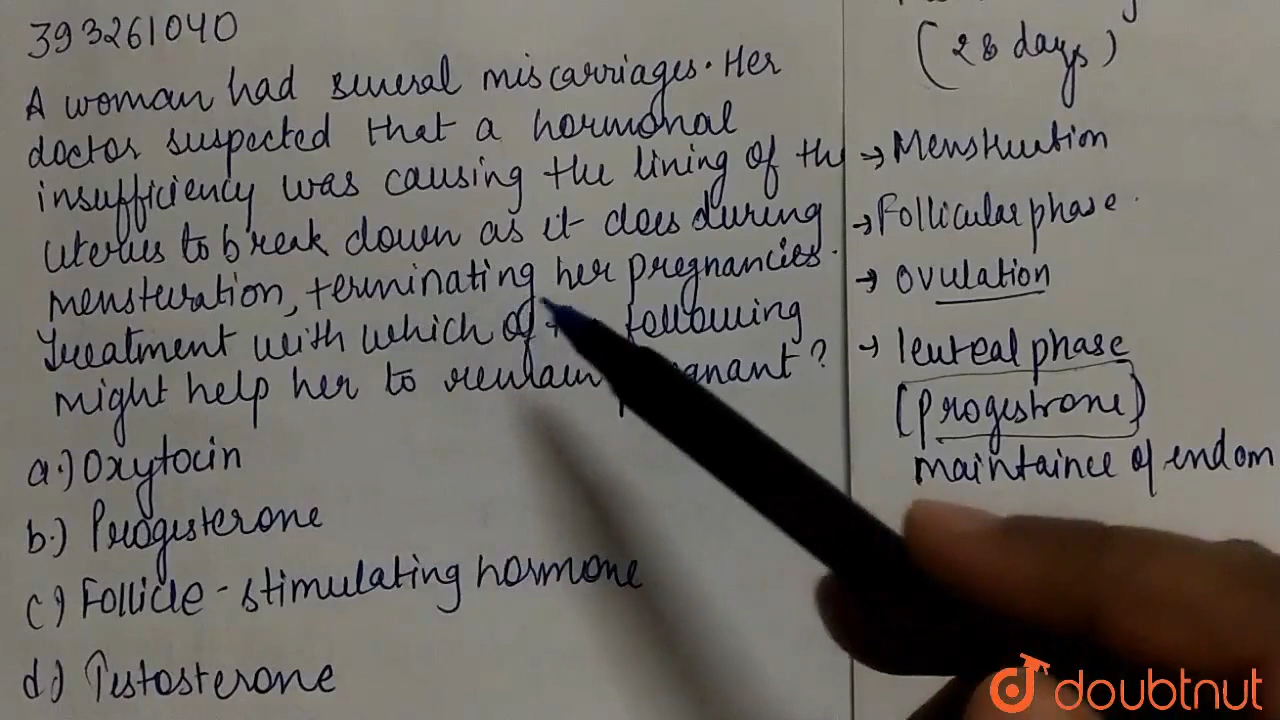 393261040
A woman had several miscarriages. Her
doctor suspected that a hormonal
insufficiency was causing the lining of the
uterus to break down as it does during
menstruation, terminating her pregnancies.
Treatment with which of following
might help her to remain
pregnant?
a.) Oxytocin
b.) Progesterone
c.) Follicle-stimulating hormone
d.) Testosterone
(28 days)
→ Menstruation
→ Follicular phase.
→ Ovulation
→ leuteal phase
(progestrone)
maintaince of endom
doubtnut